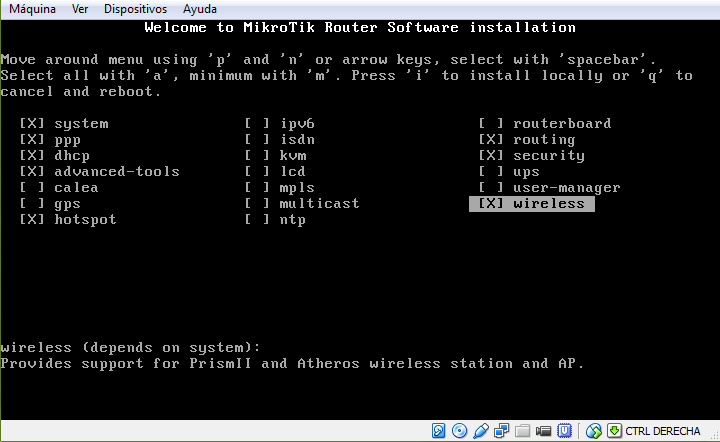 Máquina Ver Dispositivos Ayuda
Welcome to MikroTik Router Software installation
Move around menu using 'p' and 'n' or arrow keys, select with 'spacebar'.
Select all with 'a', minimum with 'm'. Press 'i' to install locally or 'q' to
cancel and reboot.
[X] system [ ] ipv6 [ ] routerboard
[X] ppp [ ] isdn [X] routing
[X] dhcp [ ] kvm [X] security
[X] advanced-tools [ ] lcd [ ] ups
[ ] calea [ ] mpls [ ] user-manager
[ ] gps [ ] multicast [X] wireless
[X] hotspot [ ] ntp
wireless (depends on system):
Provides support for PrismII and Atheros wireless station and AP.
CTRL DERECHA